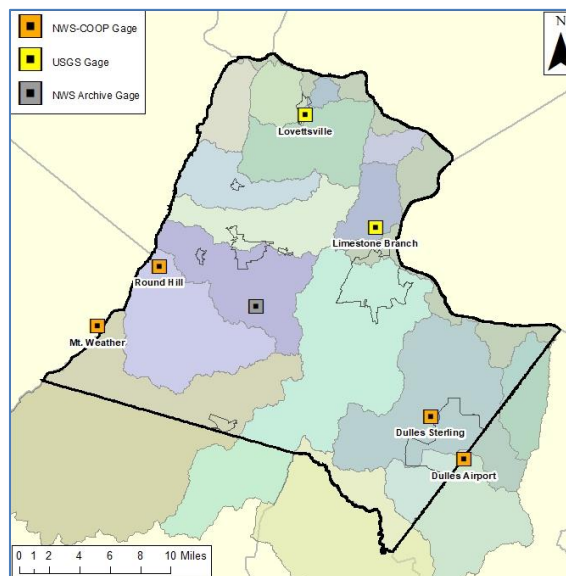 NWS-COOP Gage
USGS Gage
NWS Archive Gage
N
Lovettsville
Limestone Branch
Round Hill
Mt. Weather
Dulles Sterling
Dulles Airport
0 1 2 4 6 8 10 Miles